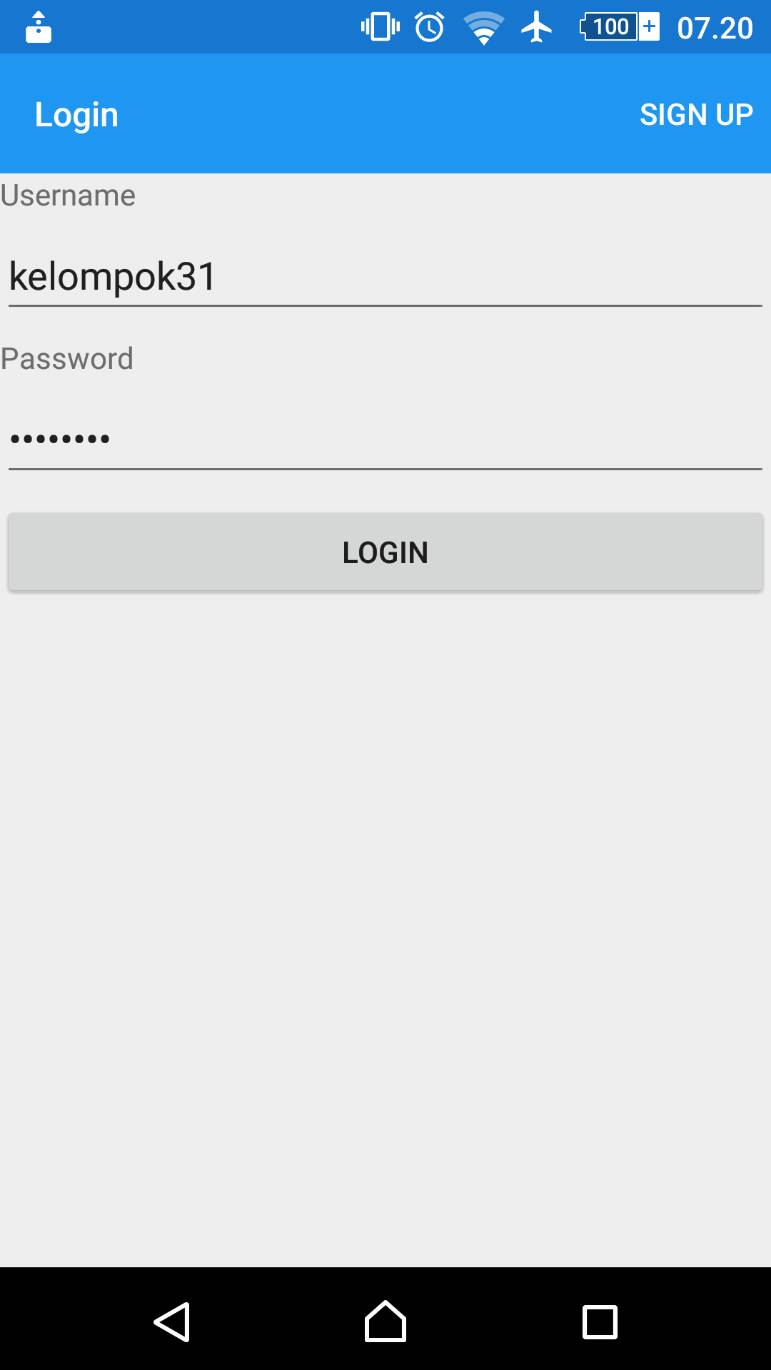 100 07.20
Login SIGN UP
Username
kelompok31
Password
••••••••
LOGIN